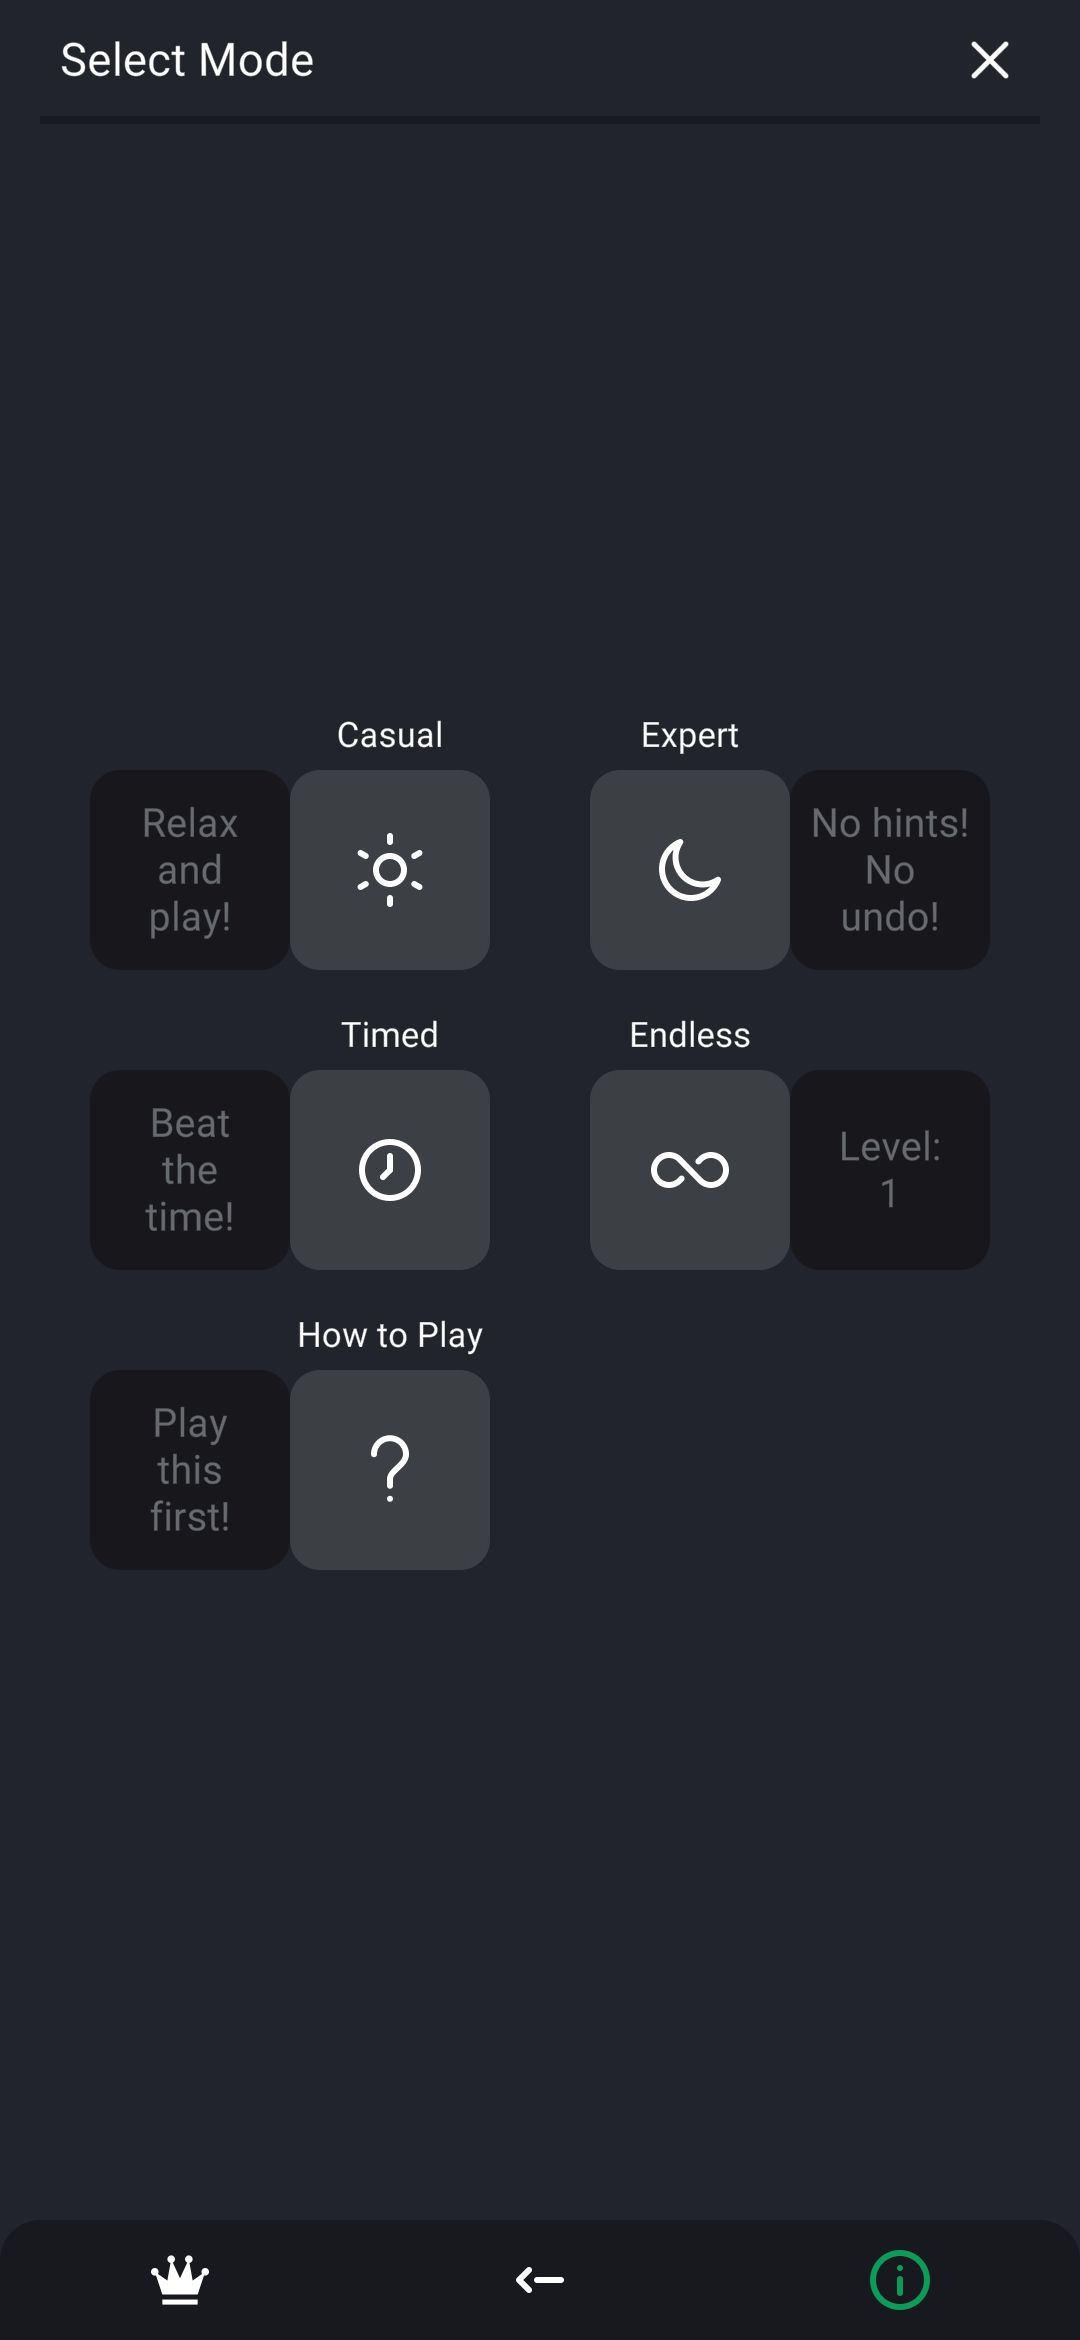 Select Mode
Casual
Expert
Relax
and
play!
No hints!
No
undo!
Timed
Endless
Beat
the
time!
Level:
1
How to Play
Play
this
first!